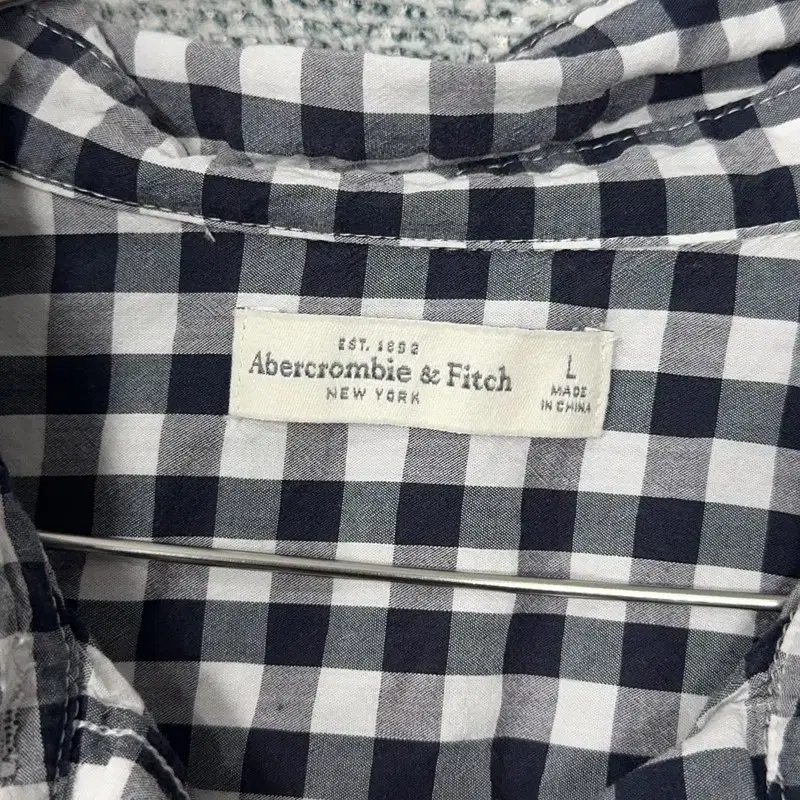 EST. 1892
Abercrombie & Fitch
NEW YORK
L
MADE
IN CHINA